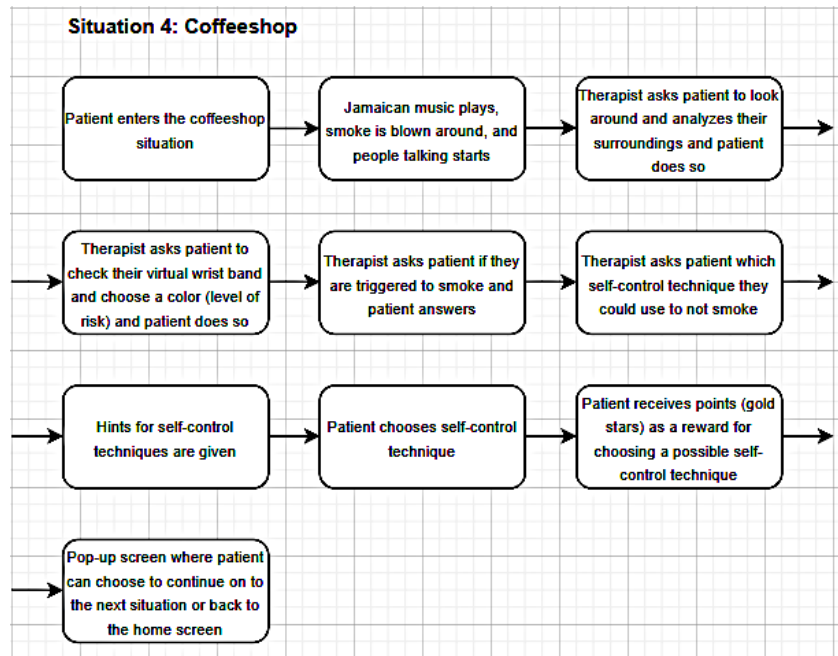 Situation 4: Coffeeshop
Patient enters the coffeeshop
situation
Jamaican music plays,
smoke is blown around, and
people talking starts
Therapist asks patient to look
around and analyzes their
surroundings and patient
does so
Therapist asks patient to
check their virtual wrist band
and choose a color (level of
risk) and patient does so
Therapist asks patient if they
are triggered to smoke and
patient answers
Therapist asks patient which
self-control technique they
could use to not smoke
Hints for self-control
techniques are given
Patient chooses self-control
technique
Patient receives points (gold
stars) as a reward for
choosing a possible self-
control technique
Pop-up screen where patient
can choose to continue on to
the next situation or back to
the home screen